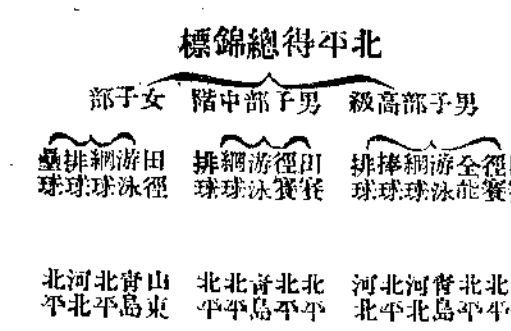 北平得總錦標
男子部高級 男子部中階 女子部
徑賽 全能 游泳 網球 棒球 排球 田賽 徑賽 游泳 網球 排球 田徑 游泳 網球 排球 壘球
北平 北平 青島 河北 北平 河北 北平 北平 青島 北平 北平 山東 青島 北平 河北 北平